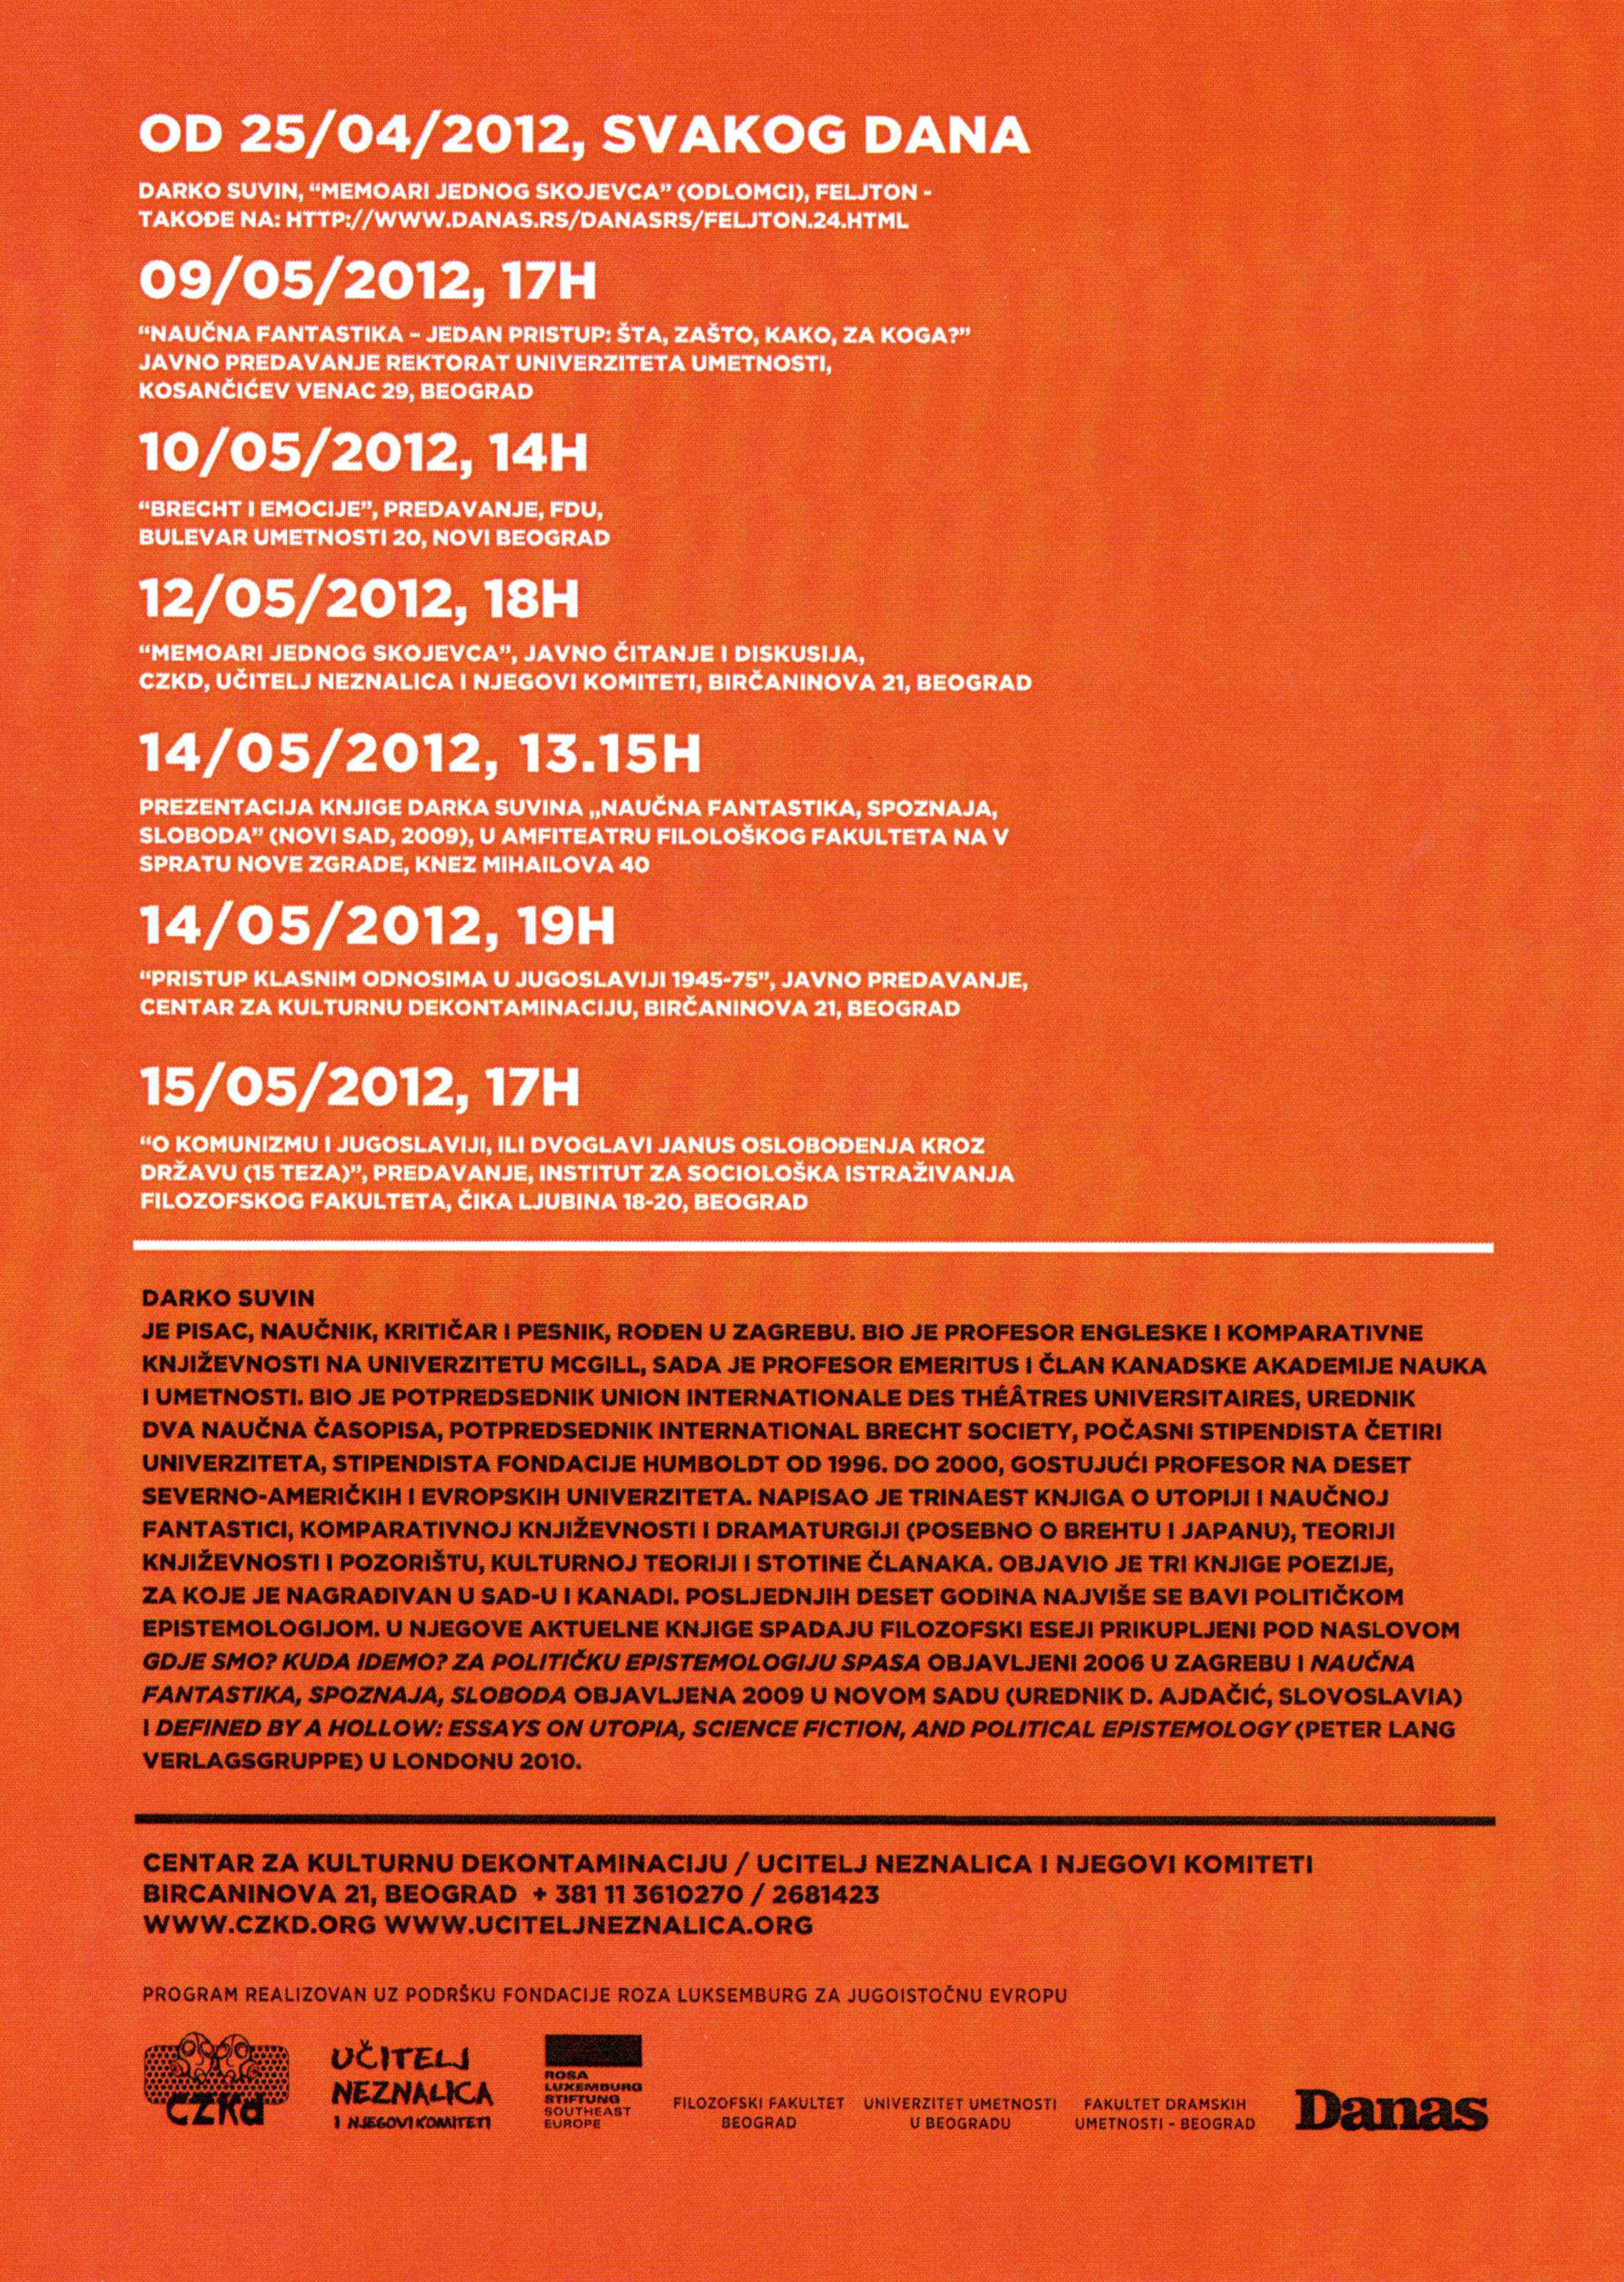 OD 25/04/2012, SVAKOG DANA
DARKO SUVIN, “MEMOARI JEDNOG SKOJEVCA” (ODLOMCI), FELJTON -
TAKOĐE NA: HTTP://WWW.DANAS.RS/DANASRS/FELJTON.24.HTML
09/05/2012, 17H
“NAUČNA FANTASTIKA – JEDAN PRISTUP: ŠTA, ZAŠTO, KAKO, ZA KOGA?”
JAVNO PREDAVANJE REKTORAT UNIVERZITETA UMETNOSTI,
KOSANČIĆEV VENAC 29, BEOGRAD
10/05/2012, 14H
“BRECHT I EMOCIJE”, PREDAVANJE, FDU,
BULEVAR UMETNOSTI 20, NOVI BEOGRAD
12/05/2012, 18H
“MEMOARI JEDNOG SKOJEVCA”, JAVNO ČITANJE I DISKUSIJA,
CZKD, UČITELJ NEZNALICA I NJEGOVI KOMITETI, BIRČANINOVA 21, BEOGRAD
14/05/2012, 13.15H
PREZENTACIJA KNJIGE DARKA SUVINA „NAUČNA FANTASTIKA, SPOZNAJA,
SLOBODA” (NOVI SAD, 2009), U AMFITEATRU FILOLOŠKOG FAKULTETA NA V
SPRATU NOVE ZGRADE, KNEZ MIHAILOVA 40
14/05/2012, 19H
“PRISTUP KLASNIM ODNOSIMA U JUGOSLAVIJI 1945-75”, JAVNO PREDAVANJE,
CENTAR ZA KULTURNU DEKONTAMINACIJU, BIRČANINOVA 21, BEOGRAD
15/05/2012, 17H
“O KOMUNIZMU I JUGOSLAVIJI, ILI DVOGLAVI JANUS OSLOBOĐENJA KROZ
DRŽAVU (15 TEZA)”, PREDAVANJE, INSTITUT ZA SOCIOLOŠKA ISTRAŽIVANJA
FILOZOFSKOG FAKULTETA, ČIKA LJUBINA 18-20, BEOGRAD
DARKO SUVIN
JE PISAC, NAUČNIK, KRITIČAR I PESNIK, ROĐEN U ZAGREBU. BIO JE PROFESOR ENGLESKE I KOMPARATIVNE
KNJIŽEVNOSTI NA UNIVERZITETU MCGILL, SADA JE PROFESOR EMERITUS I ČLAN KANADSKE AKADEMIJE NAUKA
I UMETNOSTI. BIO JE POTPREDSEDNIK UNION INTERNATIONALE DES THÉÂTRES UNIVERSITAIRES, UREDNIK
DVA NAUČNA ČASOPISA, POTPREDSEDNIK INTERNATIONAL BRECHT SOCIETY, POČASNI STIPENDISTA ČETIRI
UNIVERZITETA, STIPENDISTA FONDACIJE HUMBOLDT OD 1996. DO 2000, GOSTUJUĆI PROFESOR NA DESET
SEVERNO-AMERIČKIH I EVROPSKIH UNIVERZITETA. NAPISAO JE TRINAEST KNJIGA O UTOPIJI I NAUČNOJ
FANTASTICI, KOMPARATIVNOJ KNJIŽEVNOSTI I DRAMATURGIJI (POSEBNO O BREHTU I JAPANU), TEORIJI
KNJIŽEVNOSTI I POZORIŠTU, KULTURNOJ TEORIJI I STOTINE ČLANAKA. OBJAVIO JE TRI KNJIGE POEZIJE,
ZA KOJE JE NAGRAĐIVAN U SAD-U I KANADI. POSLJEDNJIH DESET GODINA NAJVIŠE SE BAVI POLITIČKOM
EPISTEMOLOGIJOM. U NJEGOVE AKTUELNE KNJIGE SPADAJU FILOZOFSKI ESEJI PRIKUPLJENI POD NASLOVOM
GDJE SMO? KUDA IDEMO? ZA POLITIČKU EPISTEMOLOGIJU SPASA OBJAVLJENI 2006 U ZAGREBU I NAUČNA
FANTASTIKA, SPOZNAJA, SLOBODA OBJAVLJENA 2009 U NOVOM SADU (UREDNIK D. AJDAČIĆ, SLOVOSLAVIA)
I DEFINED BY A HOLLOW: ESSAYS ON UTOPIA, SCIENCE FICTION, AND POLITICAL EPISTEMOLOGY (PETER LANG
VERLAGSGRUPPE) U LONDONU 2010.
CENTAR ZA KULTURNU DEKONTAMINACIJU / UCITELJ NEZNALICA I NJEGOVI KOMITETI
BIRCANINOVA 21, BEOGRAD + 381 11 3610270 / 2681423
WWW.CZKD.ORG WWW.UCITELJNEZNALICA.ORG
PROGRAM REALIZOVAN UZ PODRŠKU FONDACIJE ROZA LUKSEMBURG ZA JUGOISTOČNU EVROPU
CZKd
UČITELJ
NEZNALICA
I NJEGOVI KOMITETI
ROSA
LUXEMBURG
STIFTUNG
SOUTHEAST
EUROPE
FILOZOFSKI FAKULTET
BEOGRAD
UNIVERZITET UMETNOSTI
U BEOGRADU
FAKULTET DRAMSKIH
UMETNOSTI - BEOGRAD
Danas